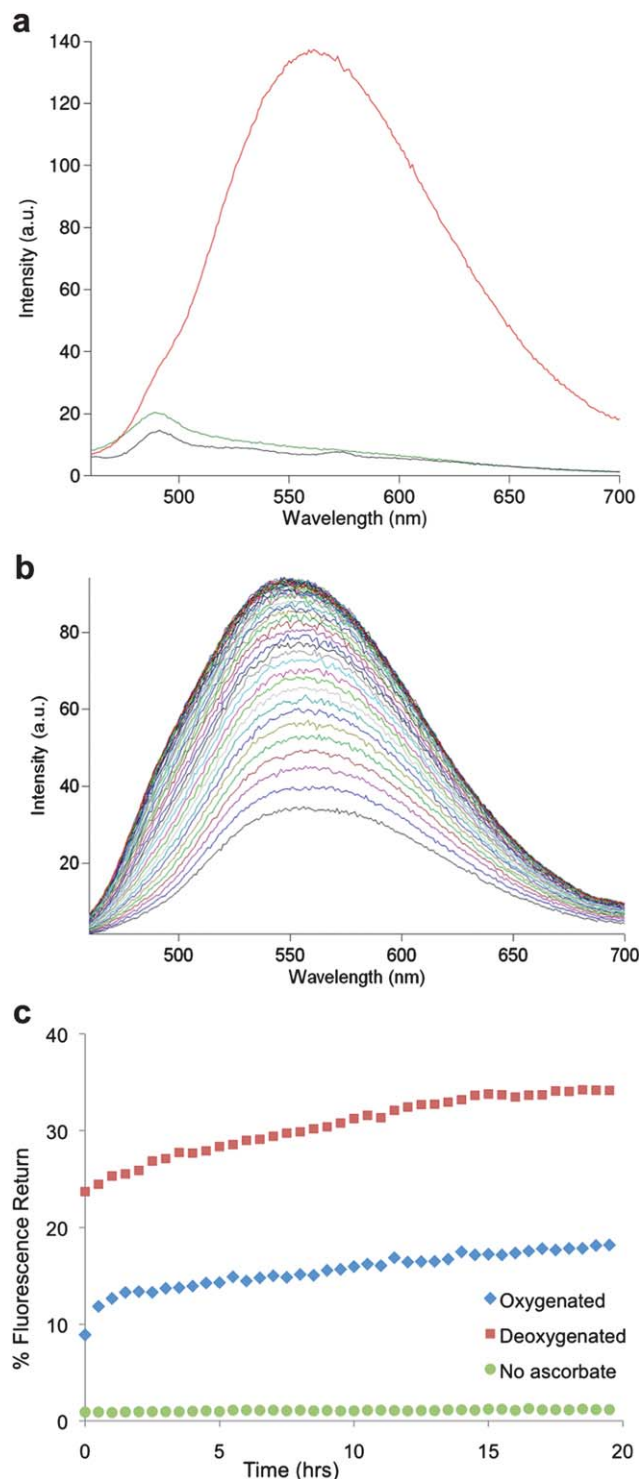 a
140
120
100
80
60
40
20
0
Intensity (a.u.)
500 550 600 650 700
Wavelength (nm)
b
80
60
40
20
Intensity (a.u.)
500 550 600 650 700
Wavelength (nm)
c
40
30
20
10
0
% Fluorescence Return
Oxygenated
Deoxygenated
No ascorbate
0 5 10 15 20
Time (hrs)